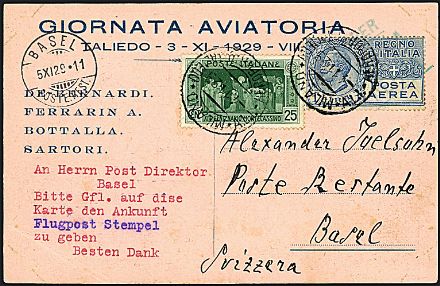 GIORNATA AVIATORIA
TALIEDO - 3 - XI - 1929 - VII
BASEL
5.XI.29.-11
POSTE ITALIANE
25
REGNO
D'ITALIA
POSTA
AEREA
DE BERNARDI.
FERRARIN A.
BOTTALLA.
SARTORI.
An Herrn Post Direktor
Basel
Bitte Gfl. auf dise
Karte den Ankunft
Flugpost Stempel
zu geben
Besten Dank
Alexander Joelsohn
Poste Restante
Basel
Svizzera